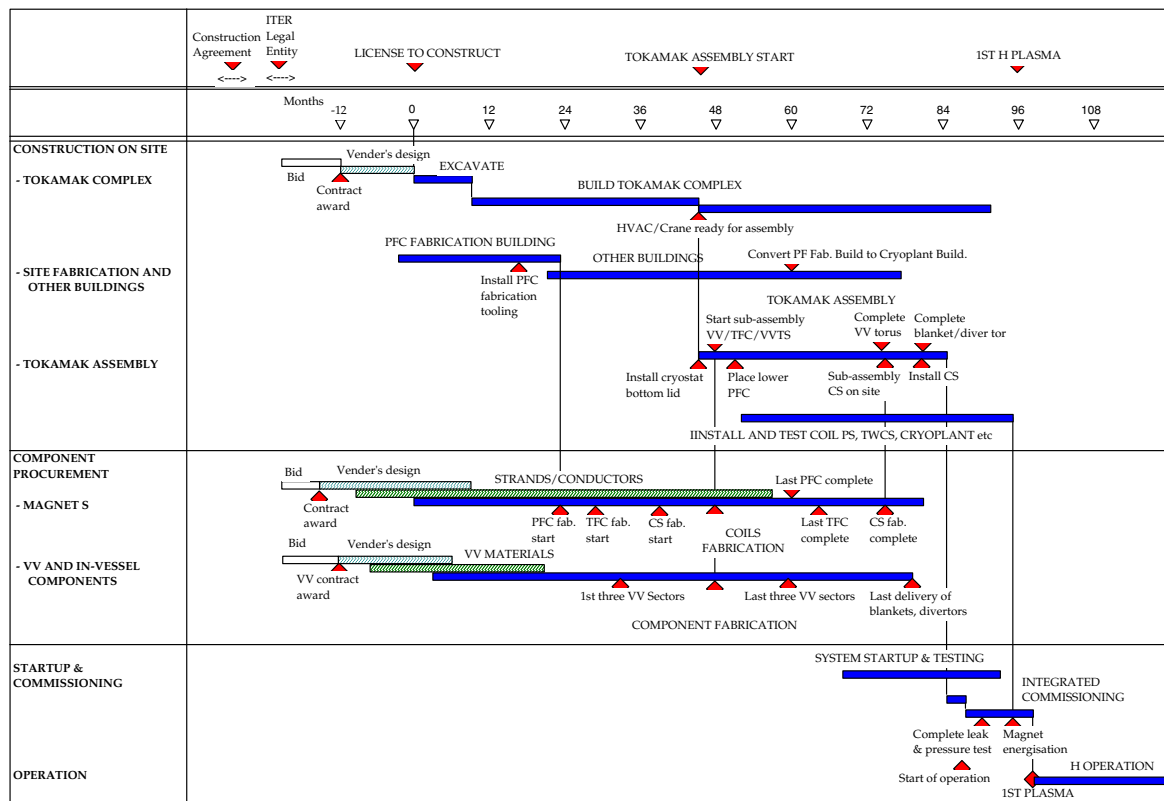 Construction
Agreement
<---->
ITER
Legal
Entity
<---->
LICENSE TO CONSTRUCT
TOKAMAK ASSEMBLY START
1ST H PLASMA
Months
-12
0
12
24
36
48
60
72
84
96
108
CONSTRUCTION ON SITE
- TOKAMAK COMPLEX
Vender's design
Bid
Contract
award
EXCAVATE
BUILD TOKAMAK COMPLEX
HVAC/Crane ready for assembly
- SITE FABRICATION AND
OTHER BUILDINGS
PFC FABRICATION BUILDING
Install PFC
fabrication
tooling
OTHER BUILDINGS
Convert PF Fab. Build to Cryoplant Build.
- TOKAMAK ASSEMBLY
TOKAMAK ASSEMBLY
Start sub-assembly
VV/TFC/VVTS
Complete
VV torus
Complete
blanket/diver tor
Install cryostat
bottom lid
Place lower
PFC
Sub-assembly
CS on site
Install CS
IINSTALL AND TEST COIL PS, TWCS, CRYOPLANT etc
COMPONENT
PROCUREMENT
- MAGNET S
Bid
Vender's design
Contract
award
STRANDS/CONDUCTORS
Last PFC complete
PFC fab.
start
TFC fab.
start
CS fab.
start
COILS
FABRICATION
Last TFC
complete
CS fab.
complete
- VV AND IN-VESSEL
COMPONENTS
Bid
Vender's design
VV contract
award
VV MATERIALS
1st three VV Sectors
Last three VV sectors
Last delivery of
blankets, divertors
COMPONENT FABRICATION
STARTUP &
COMMISSIONING
SYSTEM STARTUP & TESTING
INTEGRATED
COMMISSIONING
Complete leak
& pressure test
Magnet
energisation
OPERATION
Start of operation
H OPERATION
1ST PLASMA